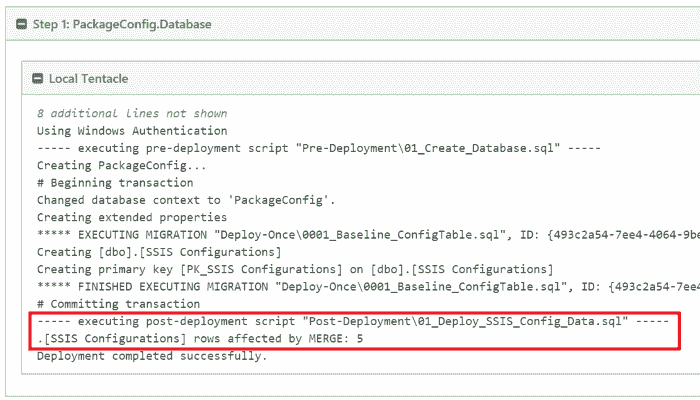 Step 1: PackageConfig.Database
Local Tentacle
8 additional lines not shown
Using Windows Authentication
----- executing pre-deployment script "Pre-Deployment\01_Create_Database.sql" -----
Creating PackageConfig...
# Beginning transaction
Changed database context to 'PackageConfig'.
Creating extended properties
***** EXECUTING MIGRATION "Deploy-Once\0001_Baseline_ConfigTable.sql", ID: {493c2a54-7ee4-4064-9be
Creating [dbo].[SSIS Configurations]
Creating primary key [PK_SSIS Configurations] on [dbo].[SSIS Configurations]
***** FINISHED EXECUTING MIGRATION "Deploy-Once\0001_Baseline_ConfigTable.sql", ID: {493c2a54-7ee4
# Committing transaction
----- executing post-deployment script "Post-Deployment\01_Deploy_SSIS_Config_Data.sql" -----
.[SSIS Configurations] rows affected by MERGE: 5
Deployment completed successfully.